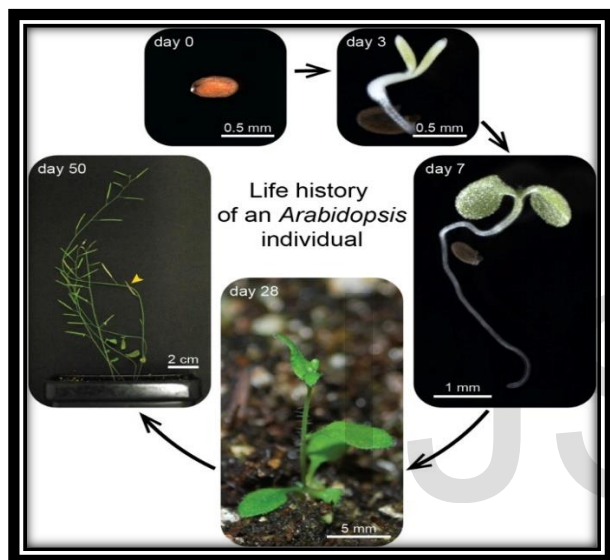 day 0
0.5 mm
day 3
0.5 mm
day 7
1 mm
day 50
2 cm
Life history
of an Arabidopsis
individual
day 28
5 mm